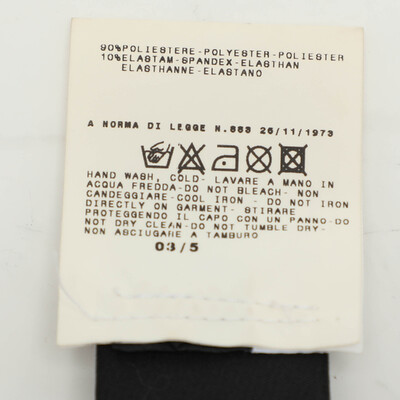 90%POLIESTERE-POLYESTER-POLIESTER
10%ELASTAM-SPANDEX-ELASTHAN
ELASTHANNE-ELASTANO
A NORMA DI LEGGE N.883 26/11/1973
HAND WASH, COLD- LAVARE A MANO IN
ACQUA FREDDA-DO NOT BLEACH- NON
CANDEGGIARE-COOL IRON - DO NOT IRON
DIRECTLY ON GARMENT- STIRARE
PROTEGGENDO IL CAPO CON UN PANNO-DO
NOT DRY CLEAN-DO NOT TUMBLE DRY-
NON ASCIUGARE A TAMBURO
03/5